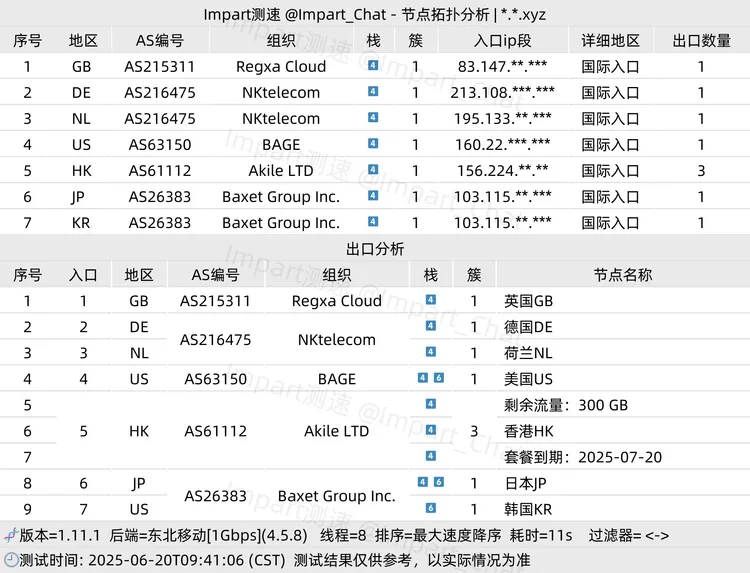 Impart测速 @Impart_Chat - 节点拓扑分析 | *.*.xyz
序号 地区 AS编号 组织 栈 簇 入口ip段 详细地区 出口数量
1 GB AS215311 Regxa Cloud 4 1 83.147.**.*** 国际入口 1
2 DE AS216475 NKtelecom 4 1 213.108.***.*** 国际入口 1
3 NL AS216475 NKtelecom 4 1 195.133.**.*** 国际入口 1
4 US AS63150 BAGE 4 1 160.22.***.*** 国际入口 1
5 HK AS61112 Akile LTD 4 1 156.224.**.** 国际入口 3
6 JP AS26383 Baxet Group Inc. 4 1 103.115.**.*** 国际入口 1
7 KR AS26383 Baxet Group Inc. 4 1 103.115.**.*** 国际入口 1
出口分析
序号 入口 地区 AS编号 组织 栈 簇 节点名称
1 1 GB AS215311 Regxa Cloud 4 1 英国GB
2 2 DE AS216475 NKtelecom 4 1 德国DE
3 3 NL 4 1 荷兰NL
4 4 US AS63150 BAGE 4 6 1 美国US
5 4 剩余流量：300 GB
6 5 HK AS61112 Akile LTD 4 3 香港HK
7 4 套餐到期：2025-07-20
8 6 JP AS26383 Baxet Group Inc. 4 6 1 日本JP
9 7 US 6 1 韩国KR
版本=1.11.1 后端=东北移动[1Gbps](4.5.8) 线程=8 排序=最大速度降序 耗时=11s 过滤器= <->
测试时间: 2025-06-20T09:41:06 (CST) 测试结果仅供参考，以实际情况为准